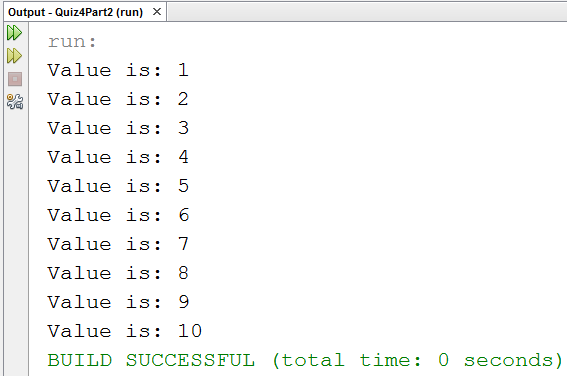 Output - Quiz4Part2 (run) ×
run:
Value is: 1
Value is: 2
Value is: 3
Value is: 4
Value is: 5
Value is: 6
Value is: 7
Value is: 8
Value is: 9
Value is: 10
BUILD SUCCESSFUL (total time: 0 seconds)